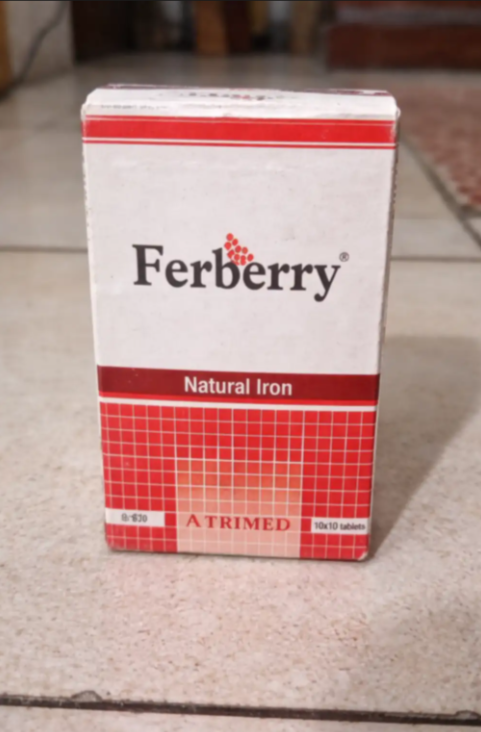 Ferberry®
Natural Iron
ATRIMED
10x10 tablets